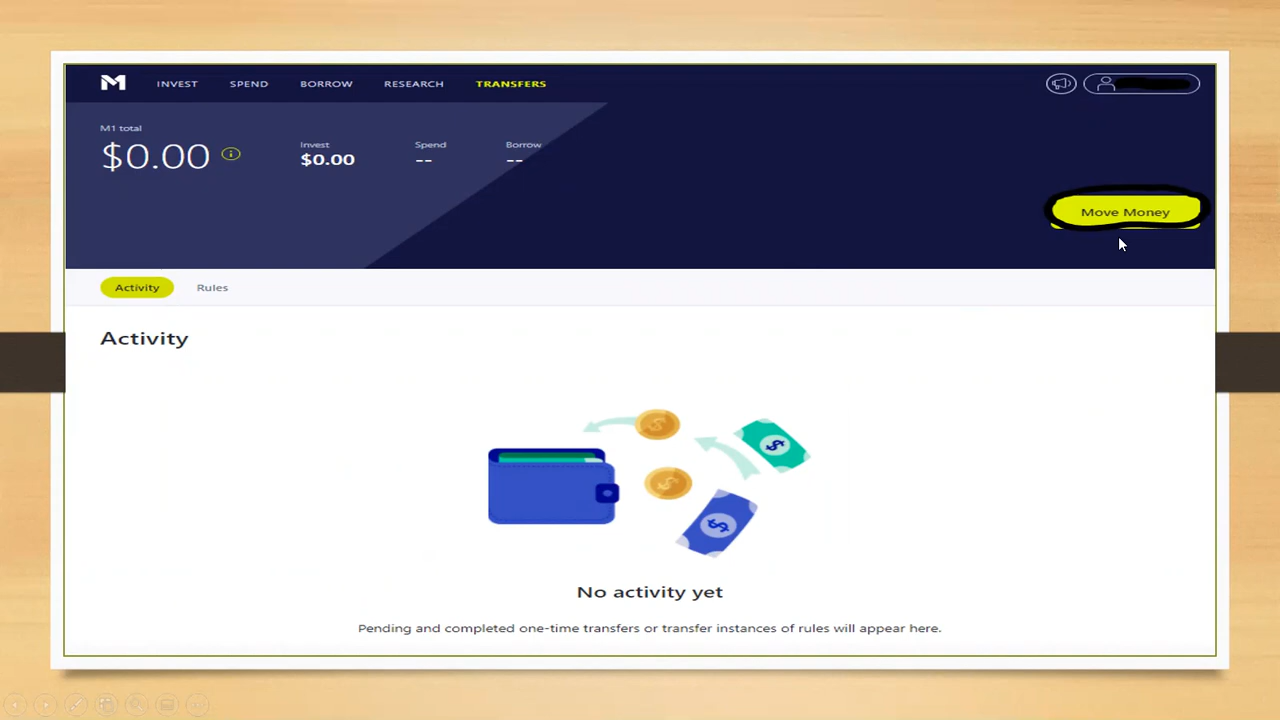 M INVEST SPEND BORROW RESEARCH TRANSFERS
M1 total
$0.00
Invest
$0.00
Spend
--
Borrow
--
Move Money
Activity Rules
Activity
No activity yet
Pending and completed one-time transfers or transfer instances of rules will appear here.